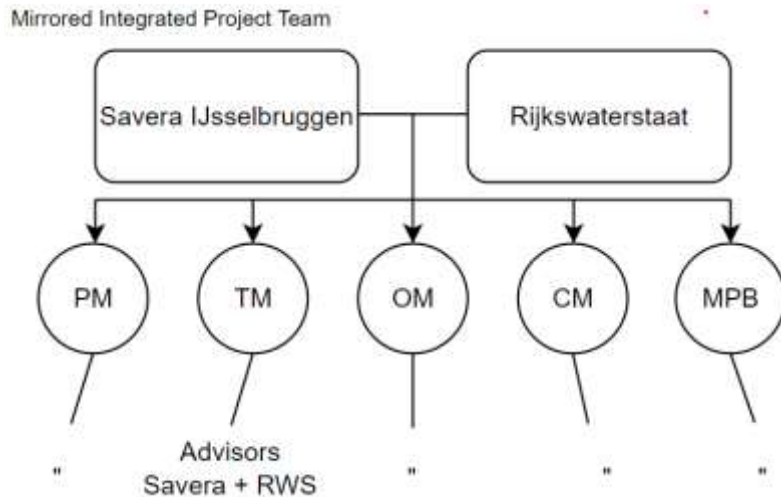 Mirrored Integrated Project Team
Savera IJsselbruggen
Rijkswaterstaat
PM
TM
OM
CM
MPB
"
Advisors
Savera + RWS
"
"
"